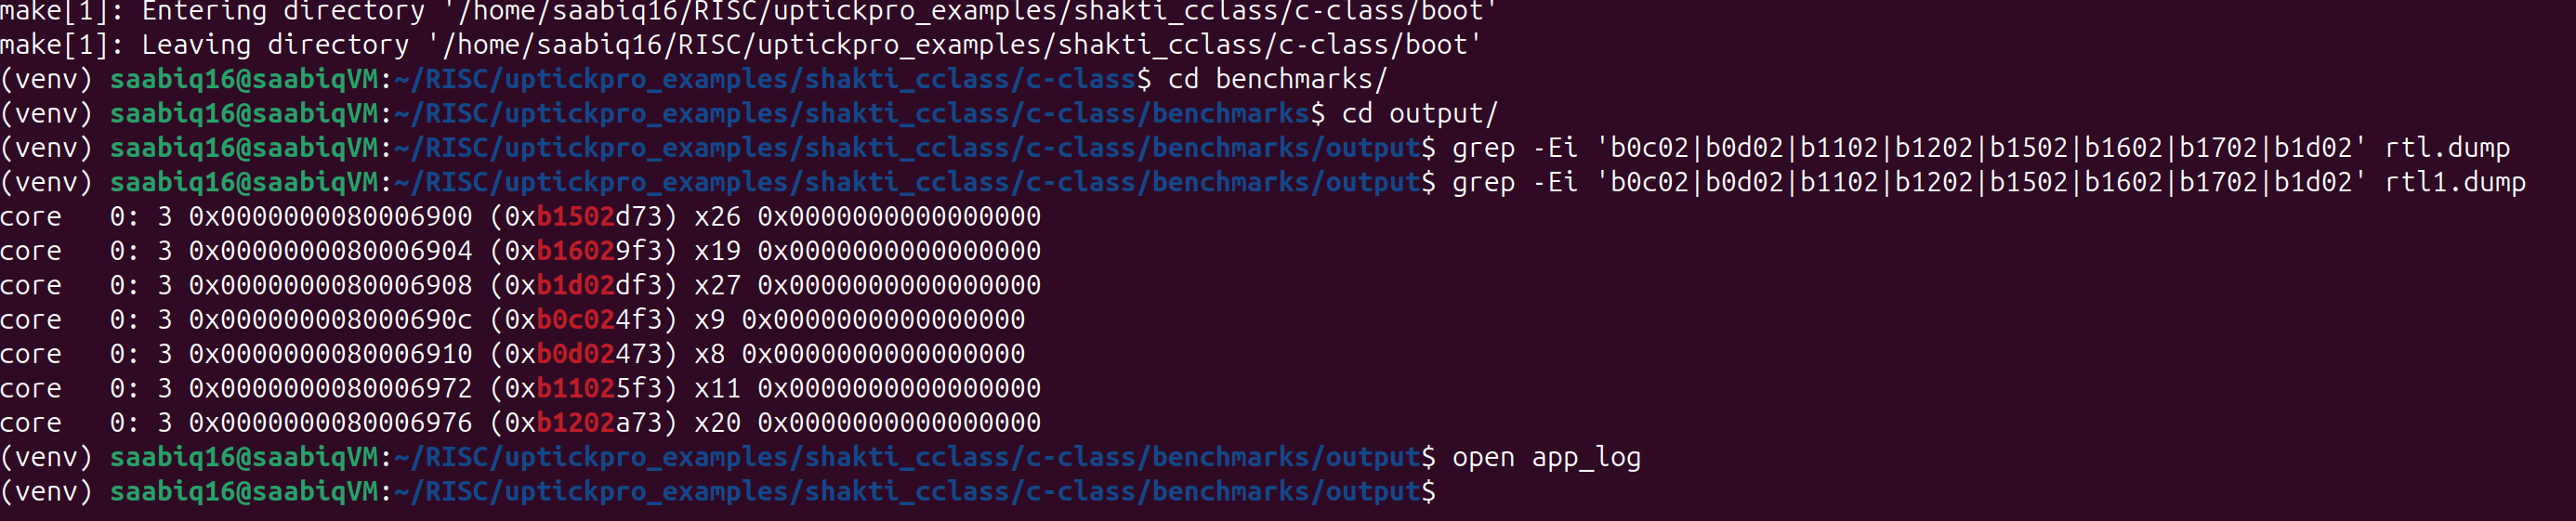 make[1]: Entering directory '/home/saabiq16/RISC/uptickpro_examples/shakti_cclass/c-class/boot'
make[1]: Leaving directory '/home/saabiq16/RISC/uptickpro_examples/shakti_cclass/c-class/boot'
(venv) saabiq16@saabiqVM:~/RISC/uptickpro_examples/shakti_cclass/c-class$ cd benchmarks/
(venv) saabiq16@saabiqVM:~/RISC/uptickpro_examples/shakti_cclass/c-class/benchmarks$ cd output/
(venv) saabiq16@saabiqVM:~/RISC/uptickpro_examples/shakti_cclass/c-class/benchmarks/output$ grep -Ei 'b0c02|b0d02|b1102|b1202|b1502|b1602|b1702|b1d02' rtl.dump
(venv) saabiq16@saabiqVM:~/RISC/uptickpro_examples/shakti_cclass/c-class/benchmarks/output$ grep -Ei 'b0c02|b0d02|b1102|b1202|b1502|b1602|b1702|b1d02' rtl1.dump
core   0: 3 0x0000000080006900 (0xb1502d73) x26 0x0000000000000000
core   0: 3 0x0000000080006904 (0xb16029f3) x19 0x0000000000000000
core   0: 3 0x0000000080006908 (0xb1d02df3) x27 0x0000000000000000
core   0: 3 0x000000008000690c (0xb0c024f3) x9 0x0000000000000000
core   0: 3 0x0000000080006910 (0xb0d02473) x8 0x0000000000000000
core   0: 3 0x0000000080006972 (0xb11025f3) x11 0x0000000000000000
core   0: 3 0x0000000080006976 (0xb1202a73) x20 0x0000000000000000
(venv) saabiq16@saabiqVM:~/RISC/uptickpro_examples/shakti_cclass/c-class/benchmarks/output$ open app_log
(venv) saabiq16@saabiqVM:~/RISC/uptickpro_examples/shakti_cclass/c-class/benchmarks/output$